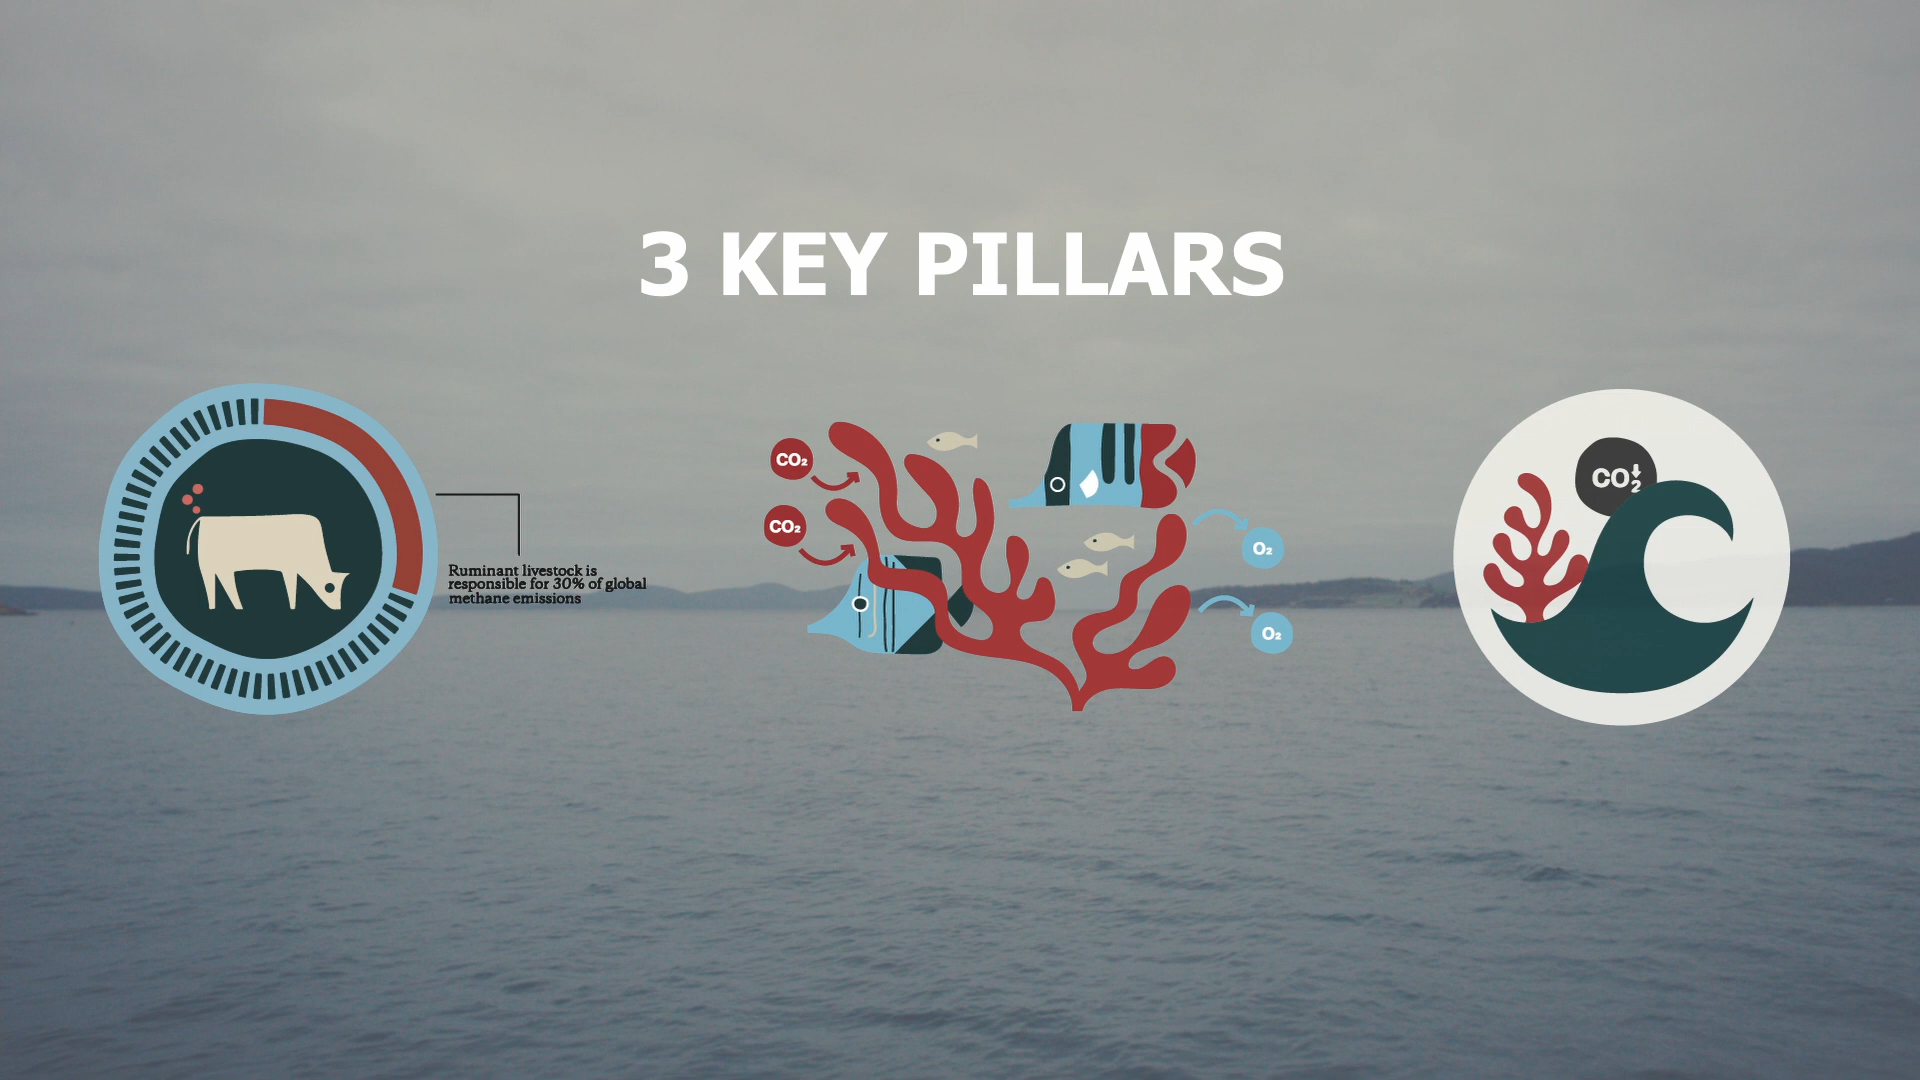 3 KEY PILLARS
Ruminant livestock is
responsible for 30% of global
methane emissions
CO₂
CO₂
O₂
O₂
CO₂